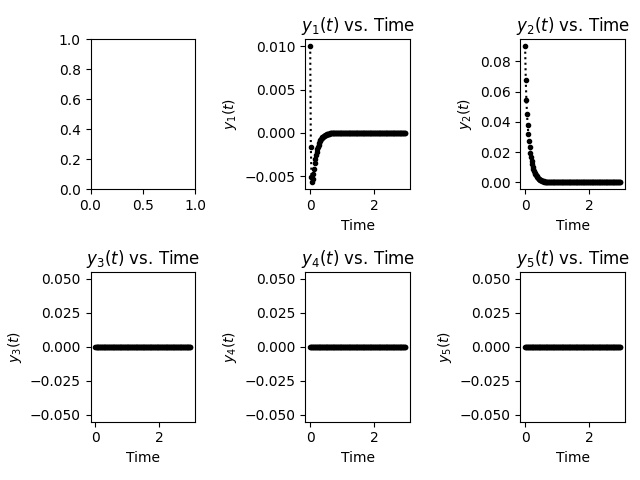 1.0
0.8
0.6
0.4
0.2
0.0
0.0 0.5 1.0
y₁(t) vs. Time
y₁(t)
0.010
0.005
0.000
−0.005
0 2
Time
y₂(t) vs. Time
y₂(t)
0.08
0.06
0.04
0.02
0.00
0 2
Time
y₃(t) vs. Time
y₃(t)
0.050
0.025
0.000
−0.025
−0.050
0 2
Time
y₄(t) vs. Time
y₄(t)
0.050
0.025
0.000
−0.025
−0.050
0 2
Time
y₅(t) vs. Time
y₅(t)
0.050
0.025
0.000
−0.025
−0.050
0 2
Time